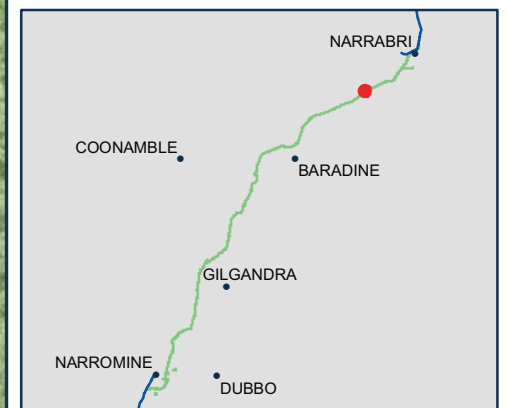 NARRABRI
COONAMBLE
BARADINE
GILGANDRA
NARROMINE
DUBBO